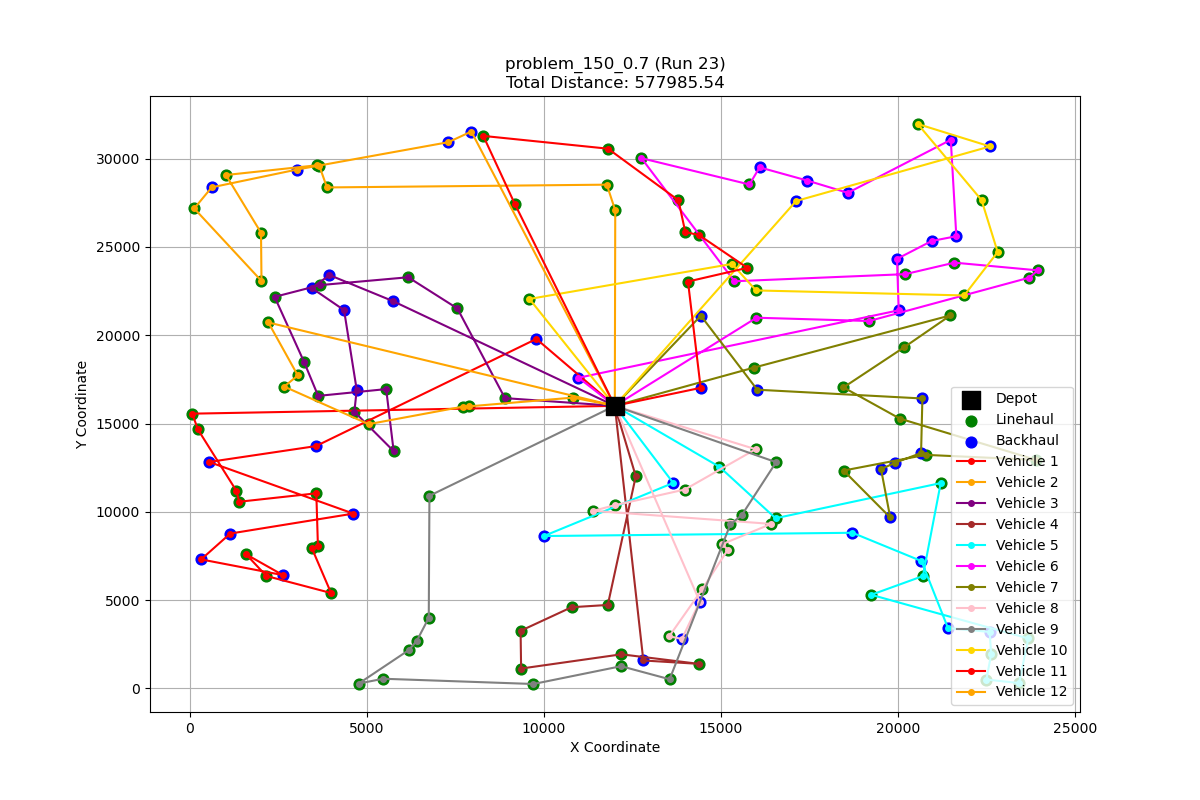 problem_150_0.7 (Run 23)
Total Distance: 577985.54
Y Coordinate
30000
25000
20000
15000
10000
5000
0
0
5000
10000
15000
20000
25000
X Coordinate
Depot
Linehaul
Backhaul
Vehicle 1
Vehicle 2
Vehicle 3
Vehicle 4
Vehicle 5
Vehicle 6
Vehicle 7
Vehicle 8
Vehicle 9
Vehicle 10
Vehicle 11
Vehicle 12